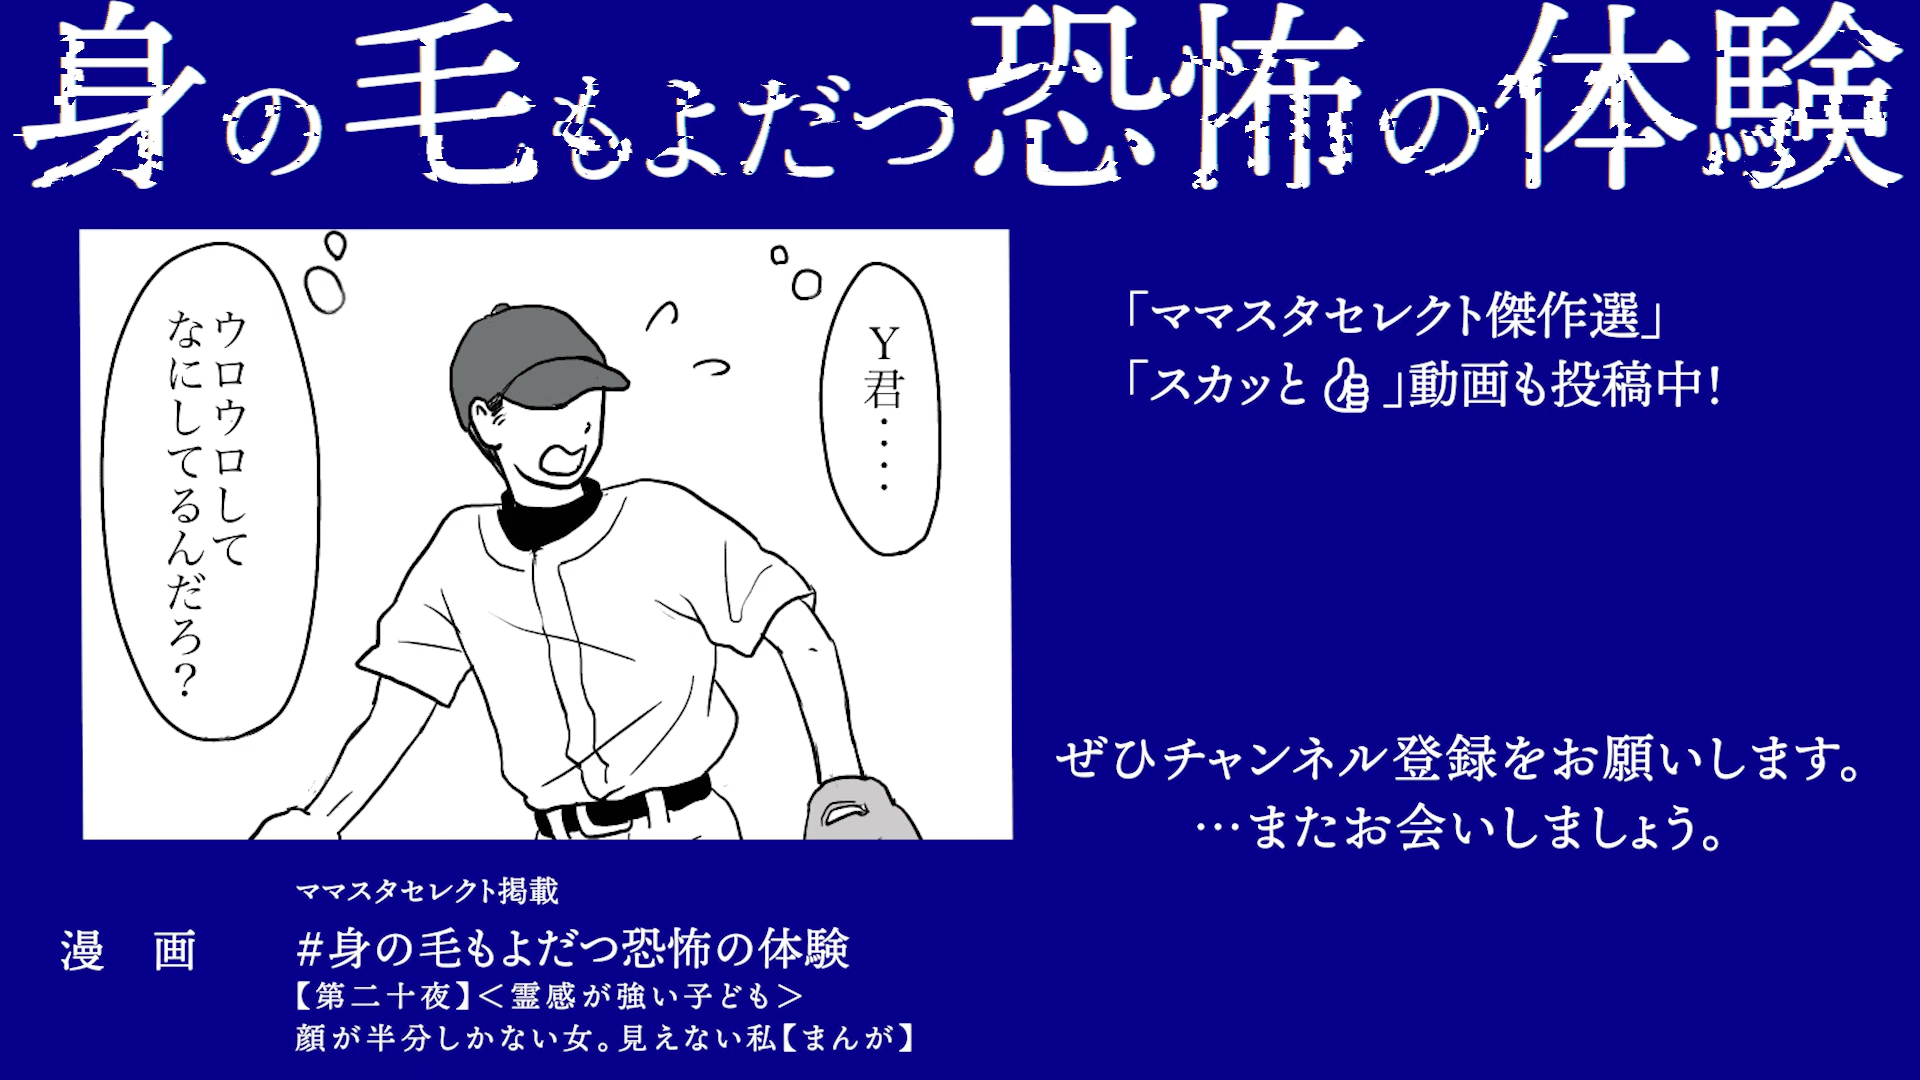 身の毛もよだつ恐怖の体験
Y君‥‥
ウロウロして
なにしてるんだろ?
「ママスタセレクト傑作選」
「スカッと👍」動画も投稿中!
ぜひチャンネル登録をお願いします。
…またお会いしましょう。
ママスタセレクト掲載
漫 画 #身の毛もよだつ恐怖の体験
【第二十夜】<霊感が強い子ども>
顔が半分しかない女。見えない私【まんが】